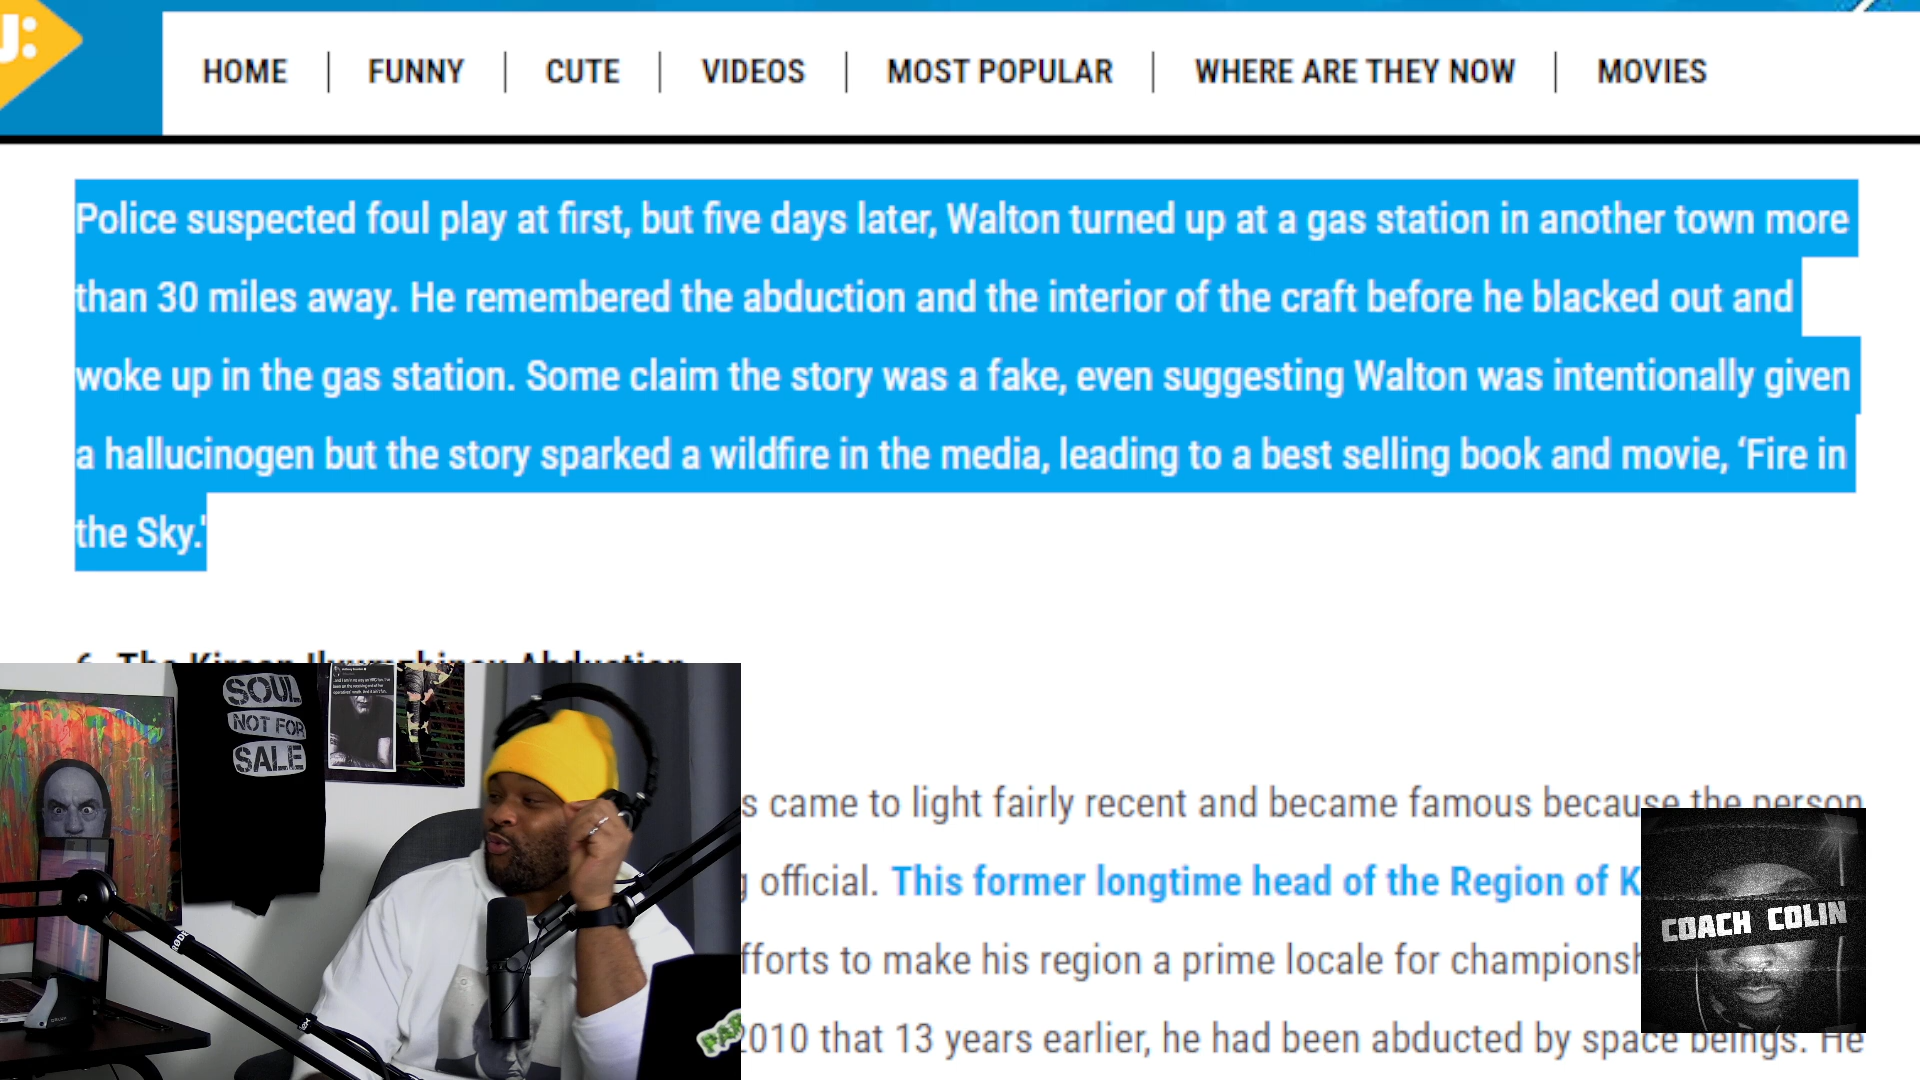 U:
HOME
FUNNY
CUTE
VIDEOS
MOST POPULAR
WHERE ARE THEY NOW
MOVIES
Police suspected foul play at first, but five days later, Walton turned up at a gas station in another town more
than 30 miles away. He remembered the abduction and the interior of the craft before he blacked out and
woke up in the gas station. Some claim the story was a fake, even suggesting Walton was intentionally given
a hallucinogen but the story sparked a wildfire in the media, leading to a best selling book and movie, ‘Fire in
the Sky.'
6. The Kirsan Ilyumzhinov Abduction
s came to light fairly recent and became famous because the person
official. This former longtime head of the Region of K
fforts to make his region a prime locale for champions
2010 that 13 years earlier, he had been abducted by space beings. He
SOUL
NOT FOR
SALE
RØDE
COACH COLIN